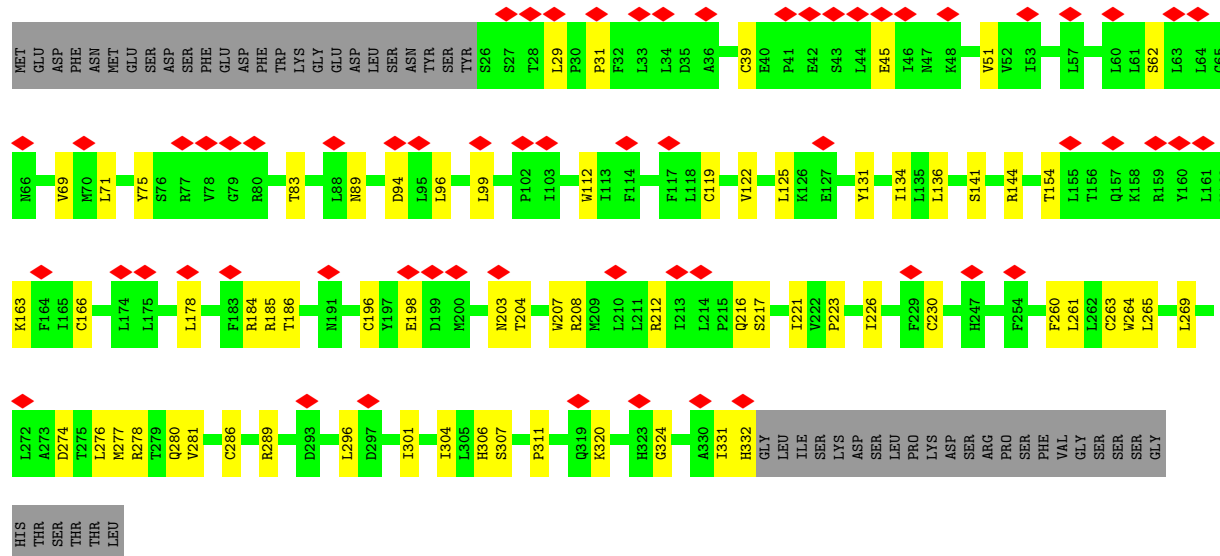 MET GLU ASP PHE ASN MET GLU SER ASP SER PHE GLU ASP PHE TRP LYS GLY GLU ASP LEU SER ASN TYR SER TYR S26 S27 T28 L29 P30 P31 F32 L33 L34 D35 A36 C39 E40 P41 E42 S43 L44 E45 I46 N47 K48 V51 V52 I53 L57 L60 L61 S62 L63 L64 G65
N66 V69 M70 L71 Y75 S76 R77 V78 G79 R80 T83 L88 N89 D94 L95 L96 L99 P102 I103 W112 I113 F114 F117 L118 C119 V122 L125 K126 E127 Y131 I134 L135 L136 S141 R144 T154 L155 T156 Q157 K158 R159 Y160 L161
K163 F164 I165 C166 L174 L175 L178 F183 R184 R185 T186 N191 C196 Y197 E198 D199 M200 N203 T204 W207 R208 M209 L210 L211 R212 I213 L214 P215 Q216 S217 I221 V222 P223 I226 F229 C230 H247 F254 F260 L261 L262 C263 W264 L265 L269
L272 A273 D274 T275 L276 M277 R278 T279 Q280 V281 C286 R289 D293 L296 D297 I301 I304 L305 H306 S307 P311 Q319 K320 H323 G324 A330 I331 H332 GLY LEU ILE SER LYS ASP SER LEU PRO LYS ASP SER ARG PRO SER PHE VAL GLY SER SER SER GLY
HIS THR SER THR THR LEU